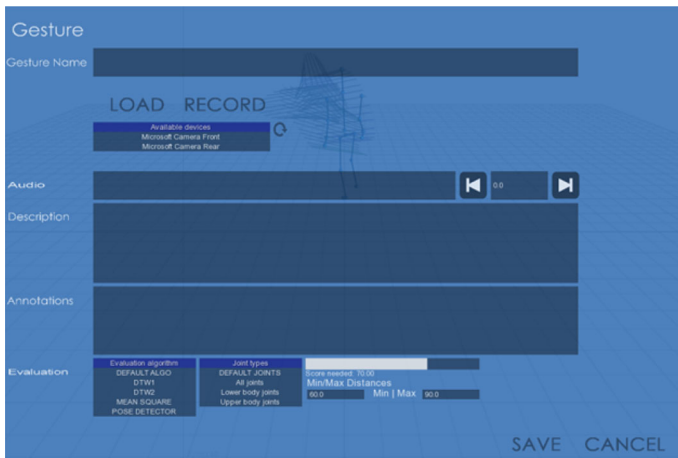 Gesture
Gesture Name
LOAD RECORD
Available devices
Microsoft Camera Front
Microsoft Camera Rear
Audio
0.0
Description
Annotations
Evaluation
Evaluation algorithm
DEFAULT ALGO
DTW1
DTW2
MEAN SQUARE
POSE DETECTOR
Joint types
DEFAULT JOINTS
All joints
Lower body joints
Upper body joints
Score needed: 70.00
Min/Max Distances
60.0 Min | Max 90.0
SAVE CANCEL